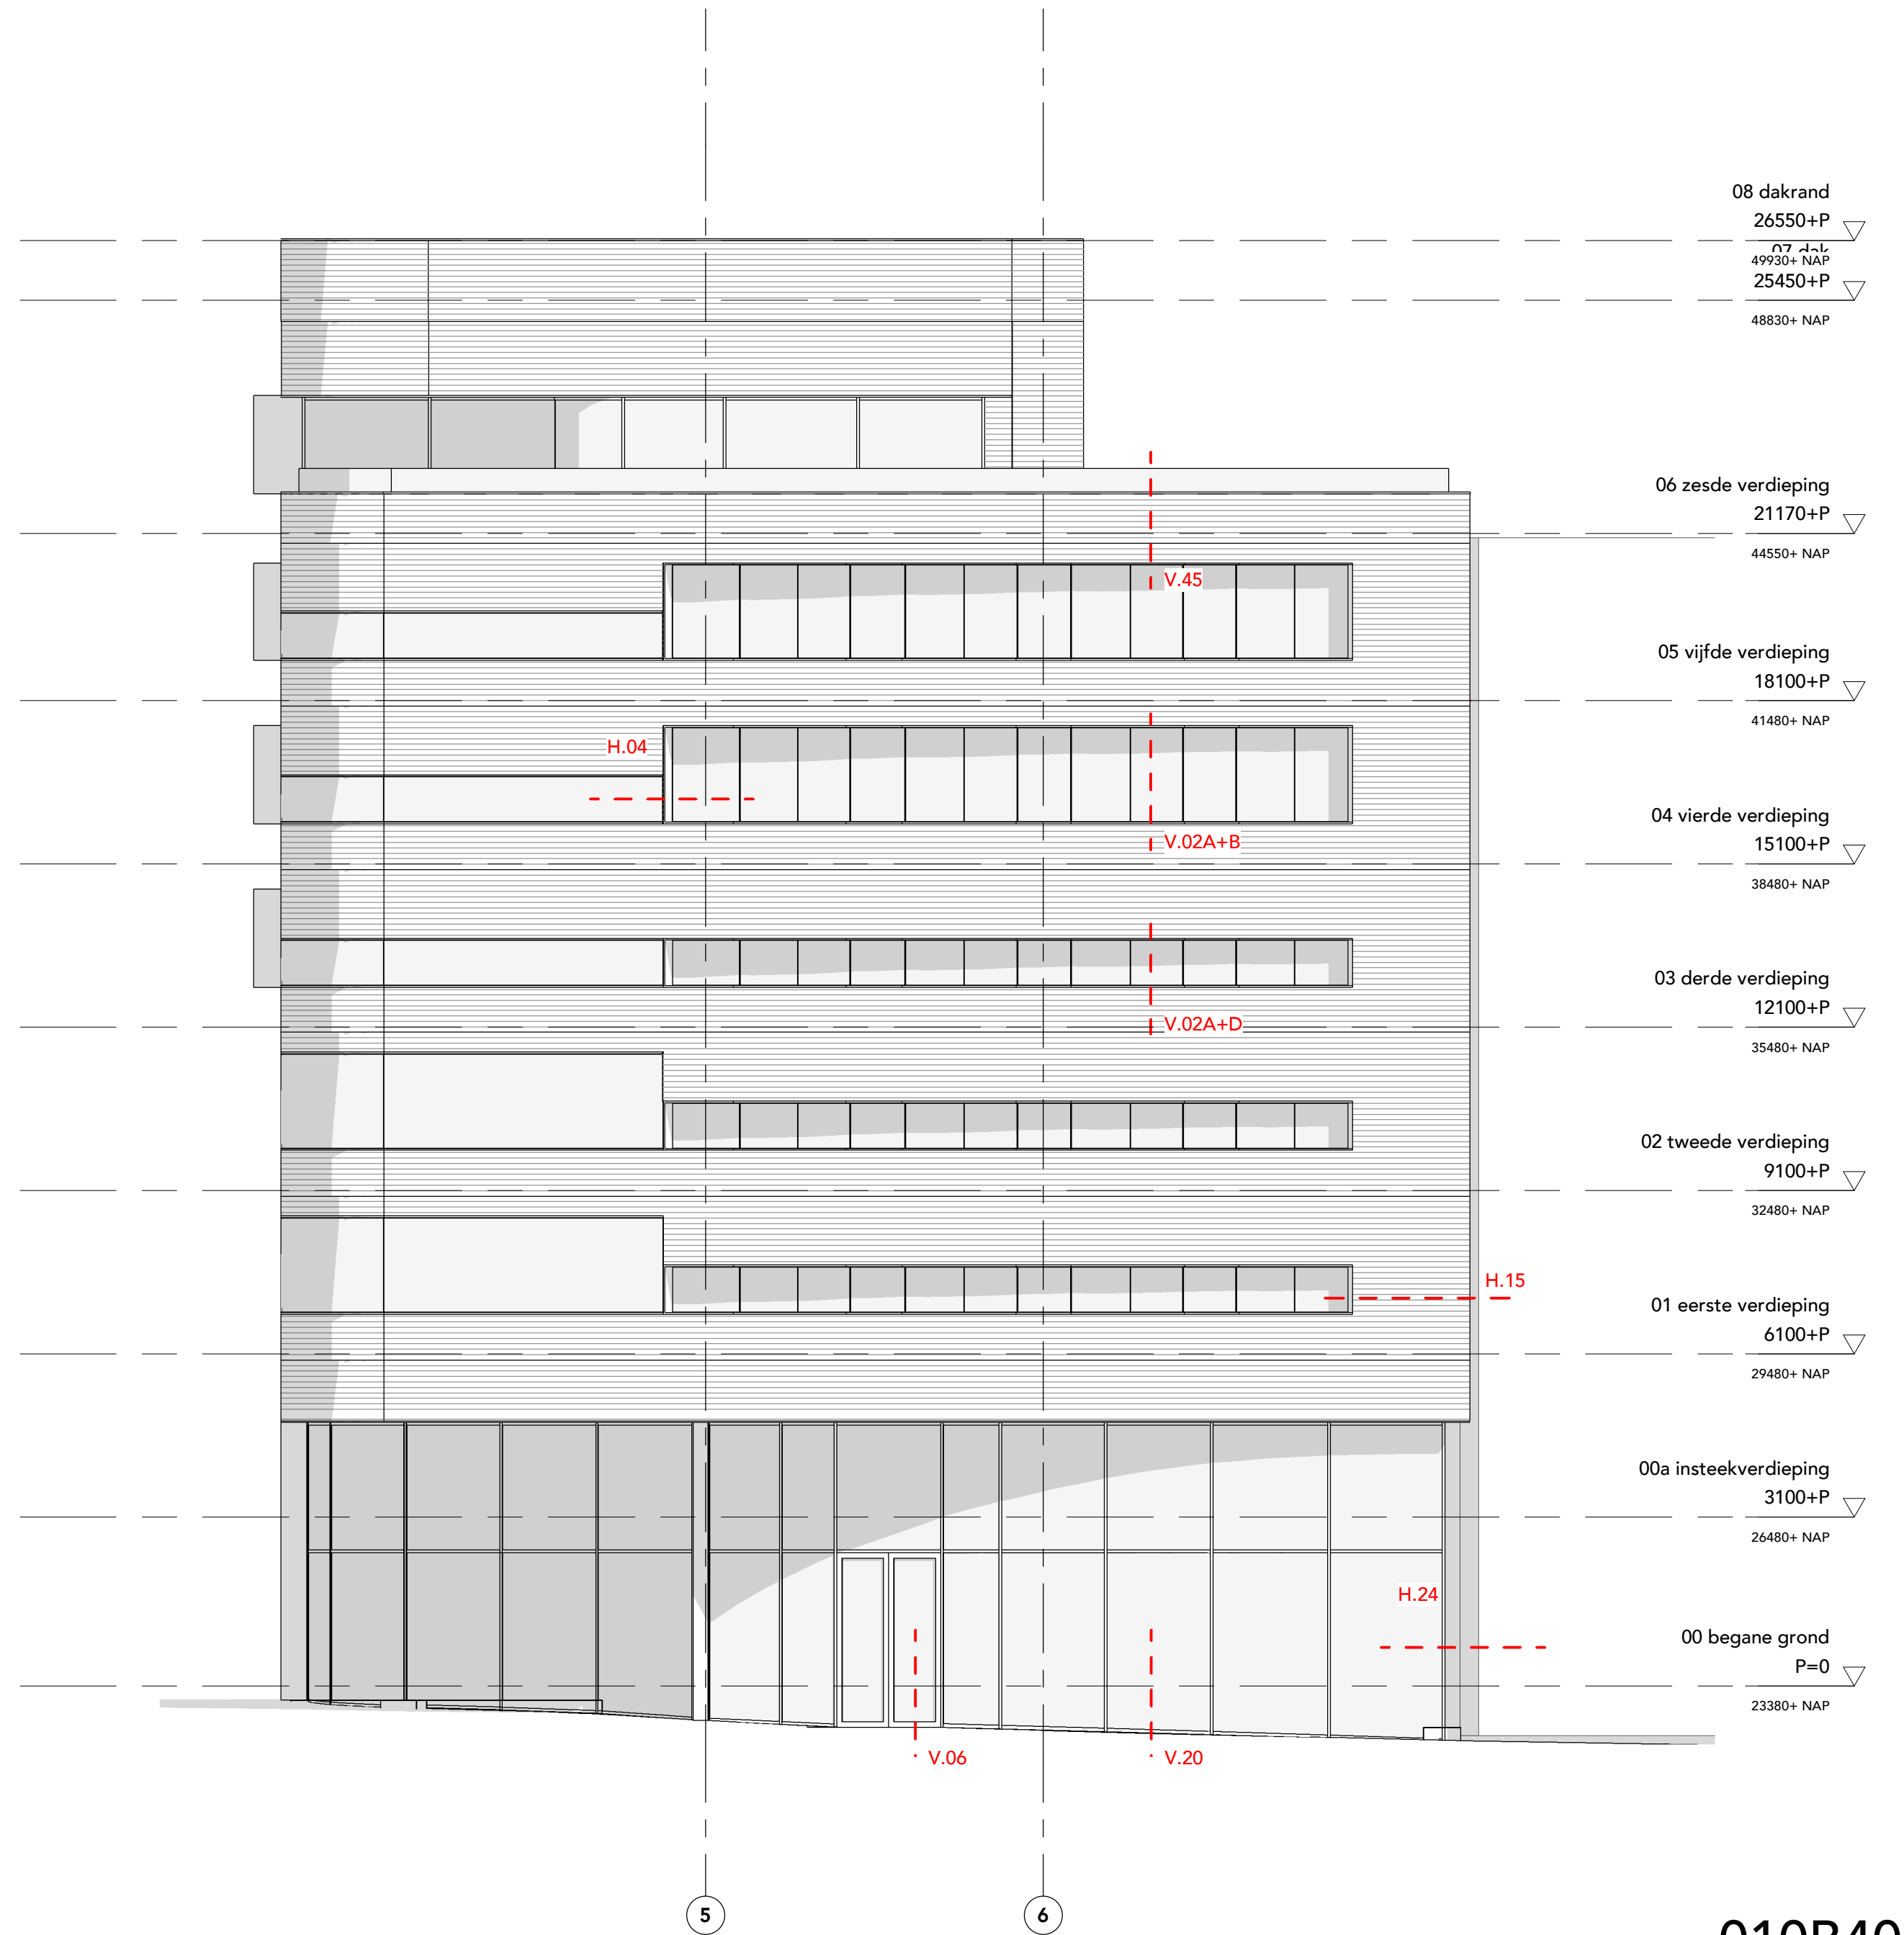 08 dakrand
26550+P
07 dak
49930+ NAP
25450+P
48830+ NAP
06 zesde verdieping
21170+P
44550+ NAP
V.45
05 vijfde verdieping
18100+P
41480+ NAP
H.04
04 vierde verdieping
15100+P
V.02A+B
38480+ NAP
03 derde verdieping
12100+P
V.02A+D
35480+ NAP
02 tweede verdieping
9100+P
32480+ NAP
H.15
01 eerste verdieping
6100+P
29480+ NAP
00a insteekverdieping
3100+P
26480+ NAP
H.24
00 begane grond
P=0
23380+ NAP
V.06 V.20
5 6